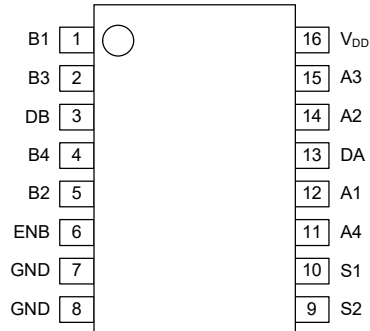 B1 1 16 VDD
B3 2 15 A3
DB 3 14 A2
B4 4 13 DA
B2 5 12 A1
ENB 6 11 A4
GND 7 10 S1
GND 8 9 S2